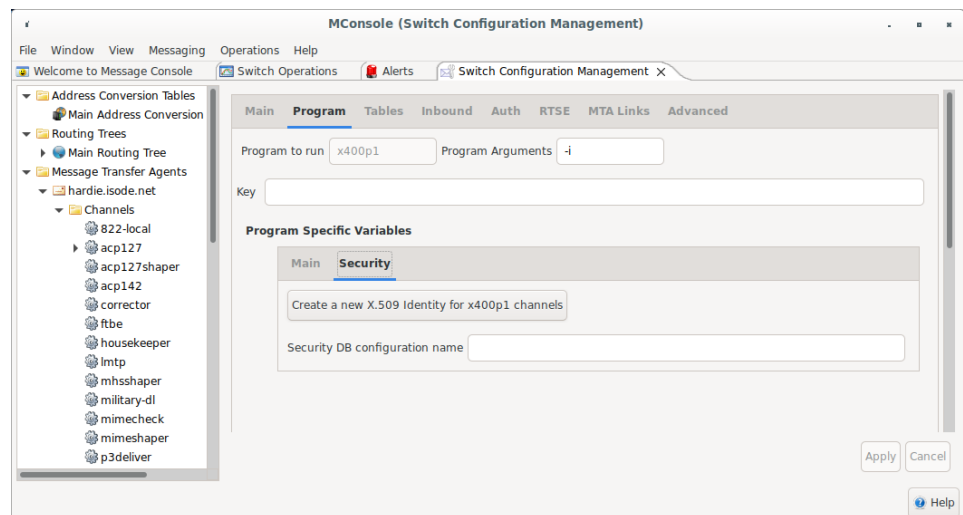 MConsole (Switch Configuration Management)
File Window View Messaging Operations Help
Welcome to Message Console Switch Operations Alerts Switch Configuration Management
Address Conversion Tables
Main Address Conversion
Routing Trees
Main Routing Tree
Message Transfer Agents
hardie.isode.net
Channels
822-local
acp127
acp127shaper
acp142
corrector
ftbe
housekeeper
lmtp
mhsshaper
military-dl
mimecheck
mimeshaper
p3deliver
Main Program Tables Inbound Auth RTSE MTA Links Advanced
Program to run x400p1 Program Arguments -i
Key
Program Specific Variables
Main Security
Create a new X.509 Identity for x400p1 channels
Security DB configuration name
Apply Cancel
Help